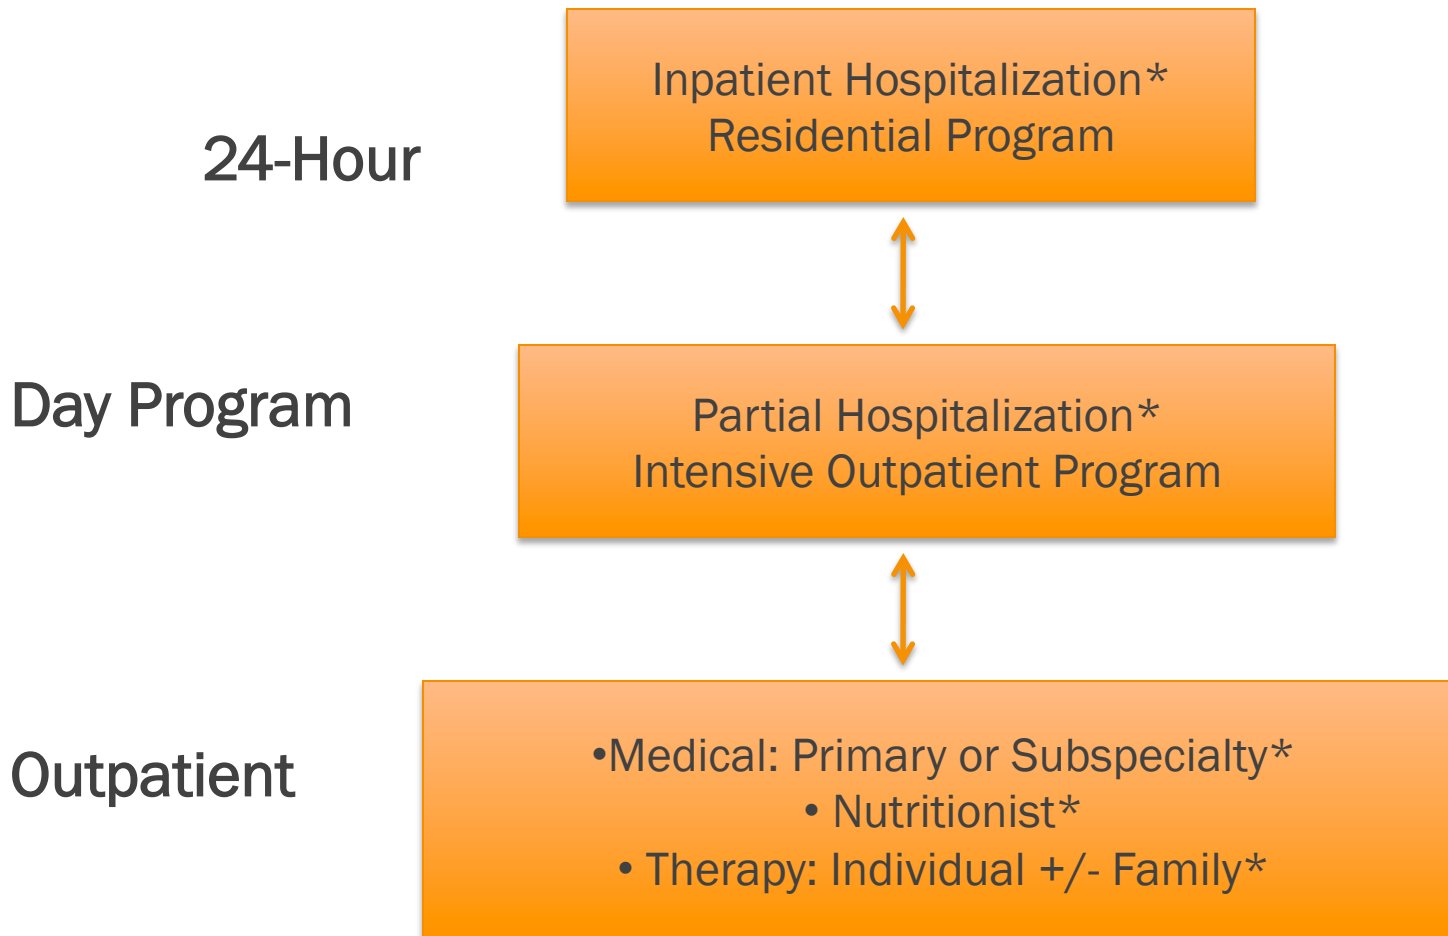 Inpatient Hospitalization*
Residential Program
24-Hour
Partial Hospitalization*
Intensive Outpatient Program
Day Program
•Medical: Primary or Subspecialty*
• Nutritionist*
• Therapy: Individual +/- Family*
Outpatient